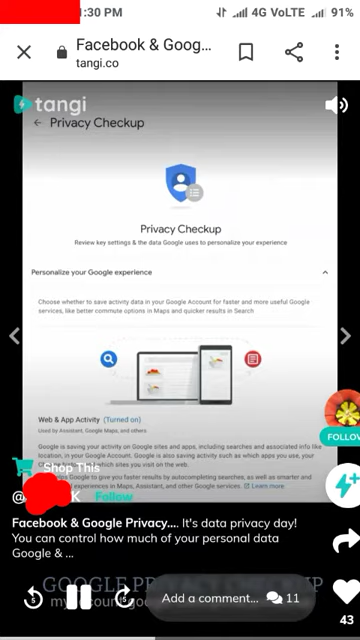 1:30 PM 4G VoLTE 91%
Facebook & Goog...
tangi.co
tangi
Privacy Checkup
Privacy Checkup
Review key settings & the data Google uses to personalize your experience
Personalize your Google experience
Choose whether to save activity data in your Google Account for faster and more useful Google
services, like better commute options in Maps and quicker results in Search
Web & App Activity (Turned on)
Used by Assistant, Google Maps, and others
Google is saving your activity on Google sites and apps, including searches and associated info like
location, in your Google Account. Google is also saving activity such as which apps you use, your
which sites you visit on the web.
Shop This
helps Google to give you faster results by autocompleting searches, as well as smarter and
experiences in Maps, Assistant, and other Google services. Learn more
@ K Follow
FOLLOW
Facebook & Google Privacy.... It's data privacy day!
You can control how much of your personal data
Google & ...
GOOGLE PRIVACY
5 5 Add a comment... 11
43